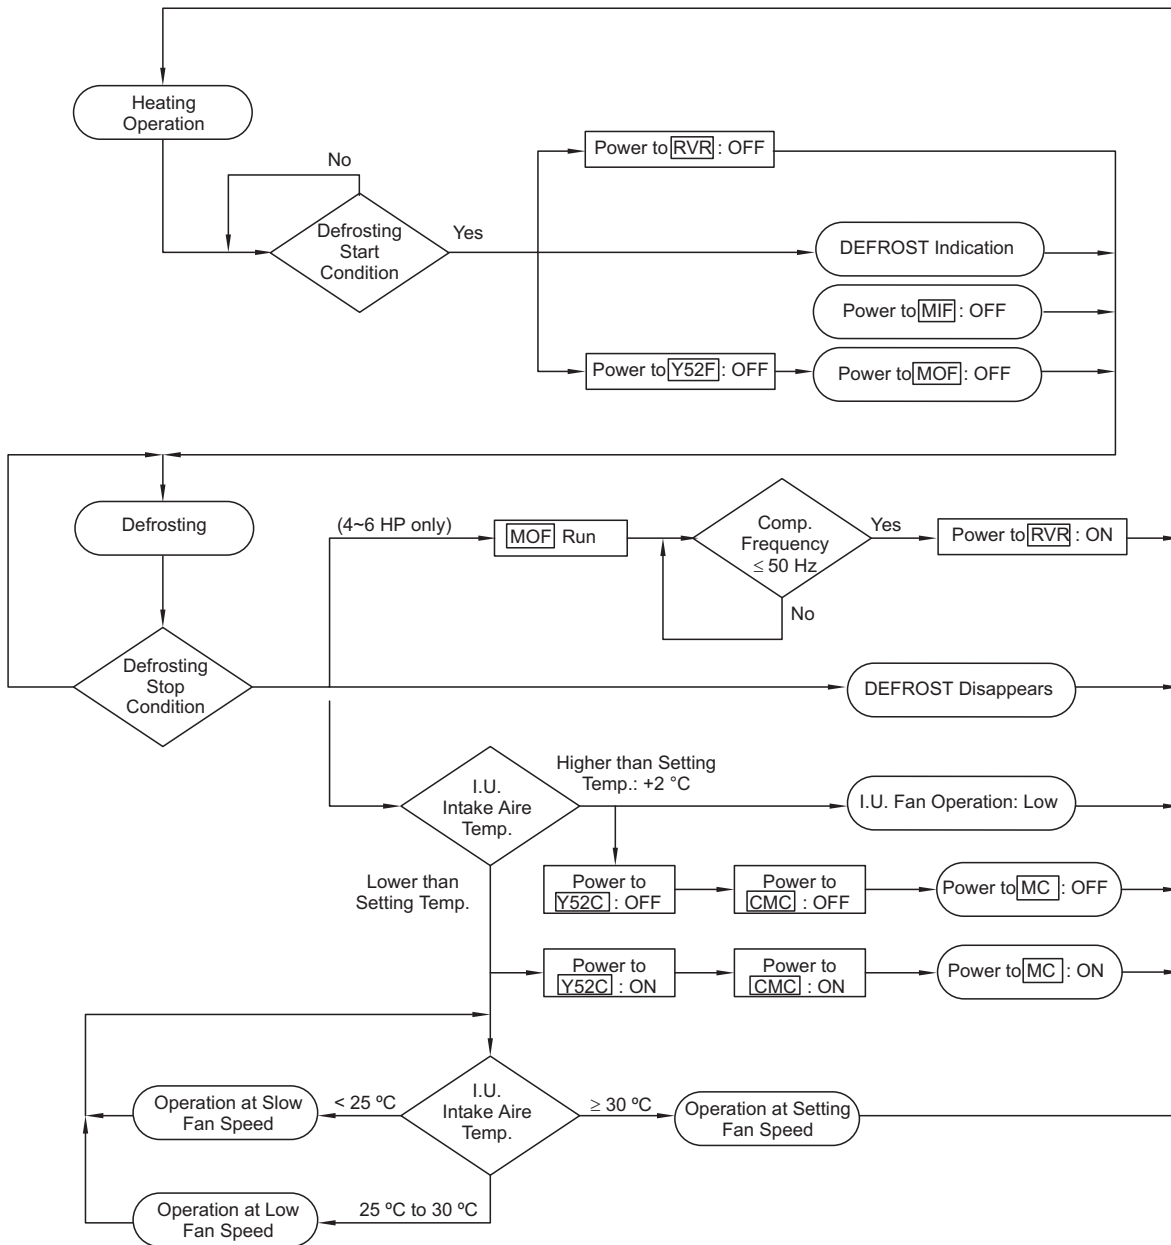 Heating
Operation
No
Defrosting
Start
Condition
Yes
Power to RVR : OFF
DEFROST Indication
Power to MIF : OFF
Power to Y52F : OFF
Power to MOF : OFF
Defrosting
(4~6 HP only)
MOF Run
Comp.
Frequency
≤ 50 Hz
Yes
No
Power to RVR : ON
Defrosting
Stop
Condition
DEFROST Disappears
I.U.
Intake Aire
Temp.
Higher than Setting
Temp.: +2 °C
I.U. Fan Operation: Low
Lower than
Setting Temp.
Power to
Y52C : OFF
Power to
CMC : OFF
Power to MC : OFF
Power to
Y52C : ON
Power to
CMC : ON
Power to MC : ON
Operation at Slow
Fan Speed
< 25 ºC
I.U.
Intake Aire
Temp.
≥ 30 ºC
Operation at Setting
Fan Speed
Operation at Low
Fan Speed
25 ºC to 30 ºC